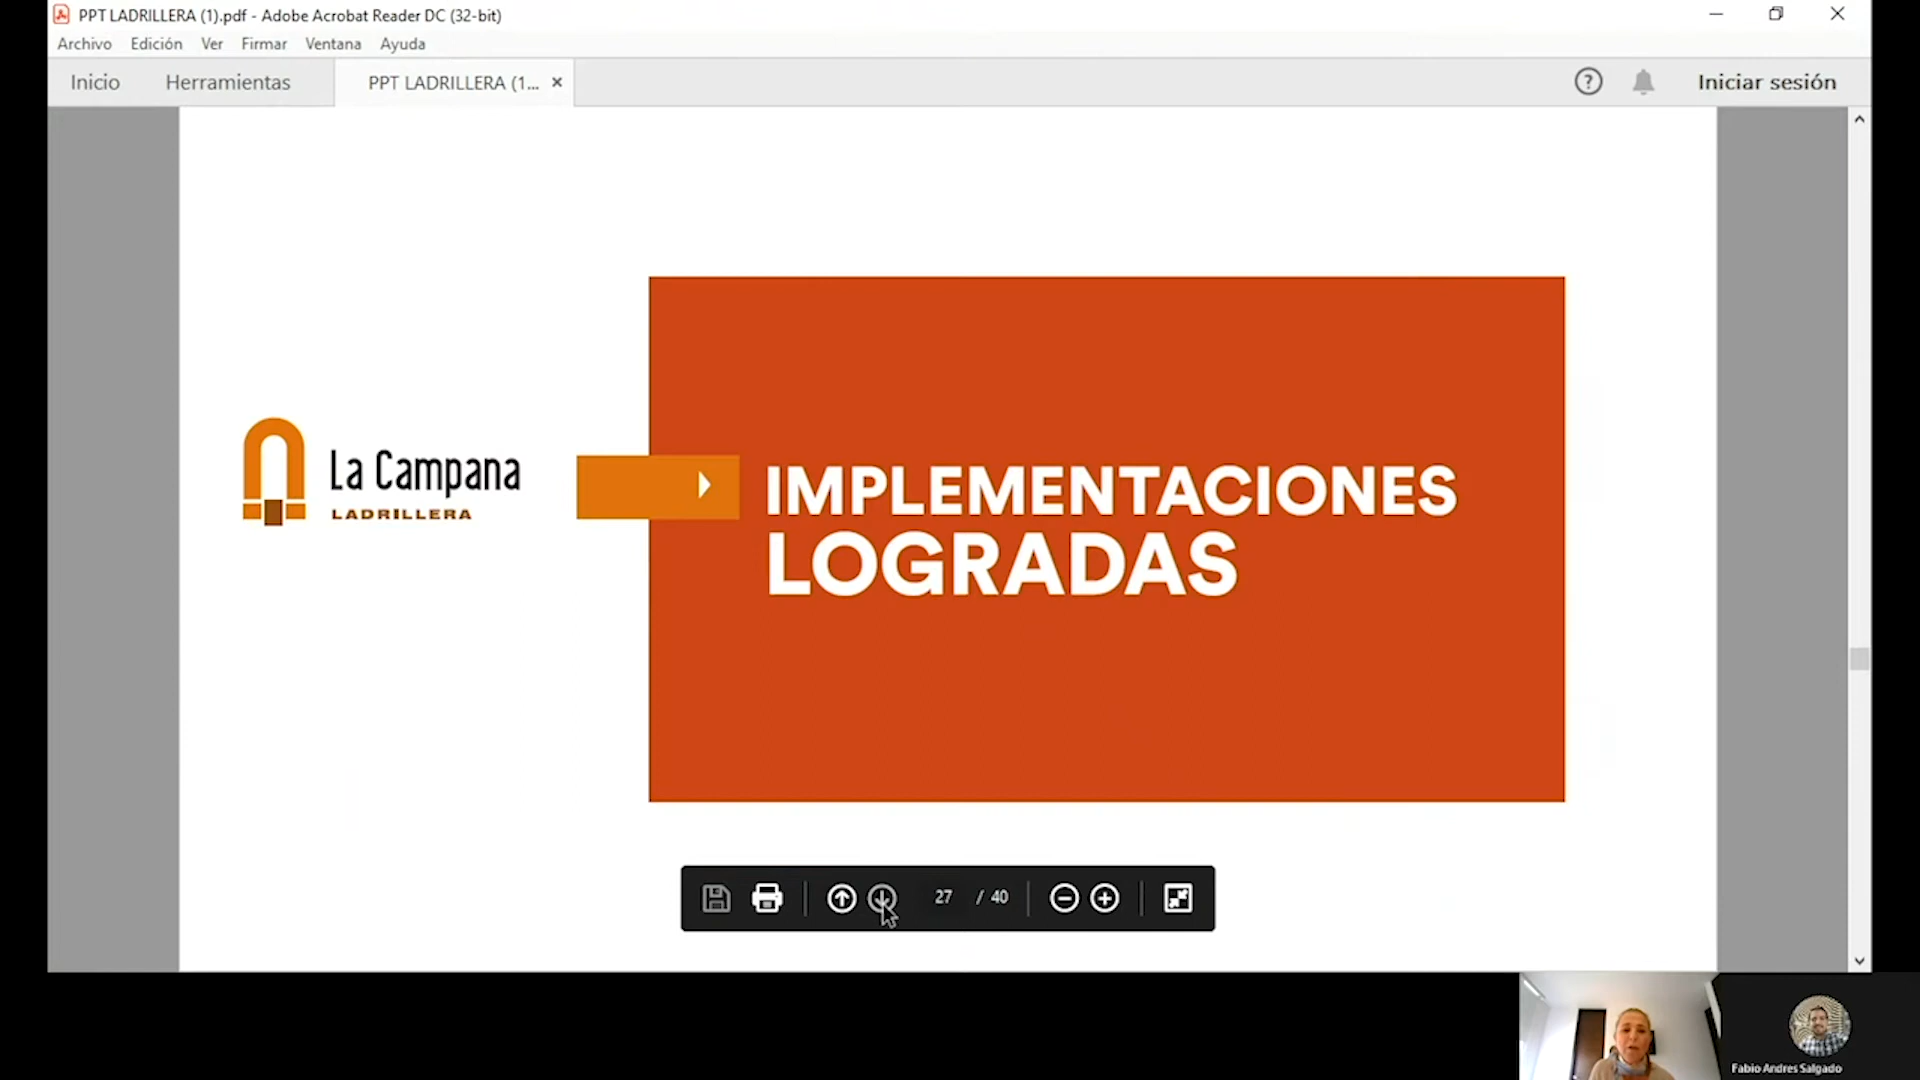 PPT LADRILLERA (1).pdf - Adobe Acrobat Reader DC (32-bit)
Archivo Edición Ver Firmar Ventana Ayuda
Inicio Herramientas PPT LADRILLERA (1... × Iniciar sesión
La Campana
LADRILLERA
IMPLEMENTACIONES
LOGRADAS
27 / 40
Fabio Andres Salgado